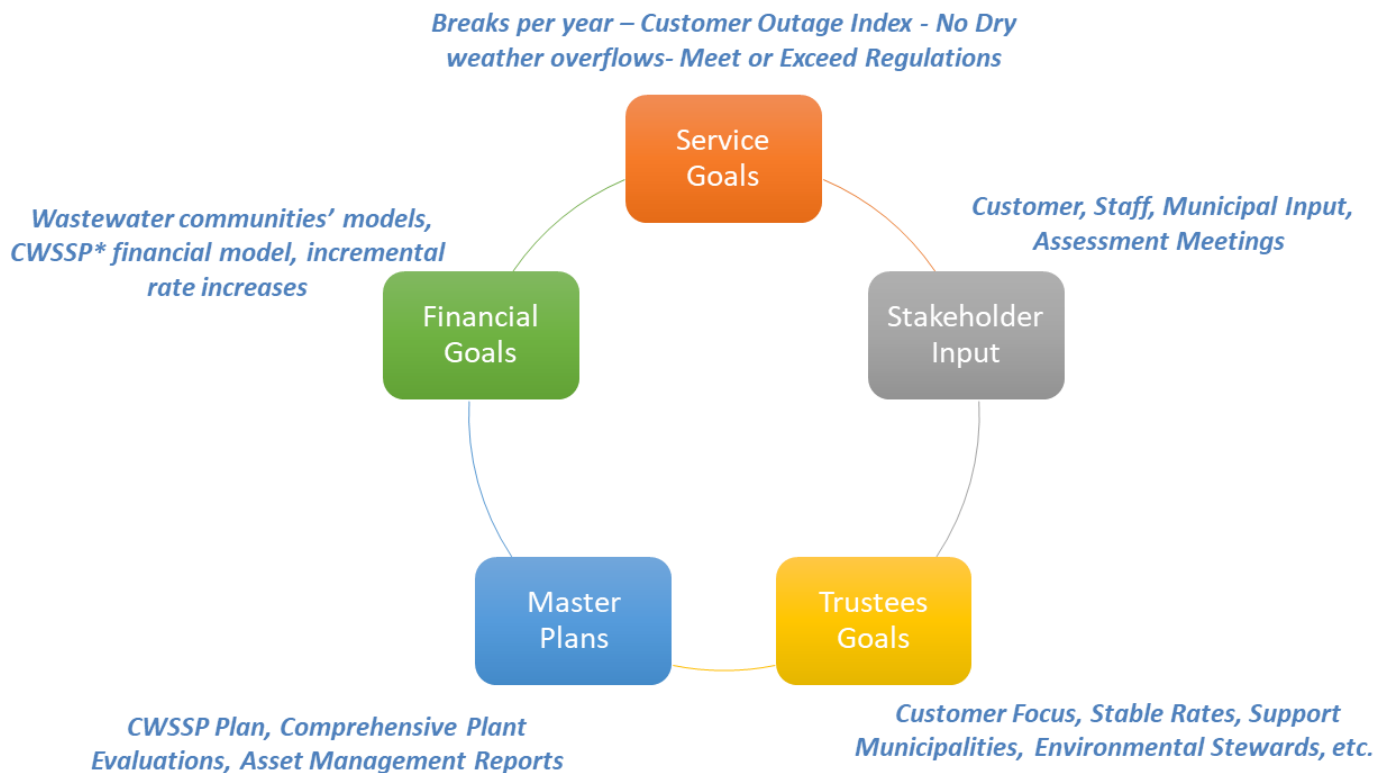 Breaks per year – Customer Outage Index - No Dry
weather overflows- Meet or Exceed Regulations
Service
Goals
Customer, Staff, Municipal Input,
Assessment Meetings
Stakeholder
Input
Trustees
Goals
Customer Focus, Stable Rates, Support
Municipalities, Environmental Stewards, etc.
Master
Plans
CWSSP Plan, Comprehensive Plant
Evaluations, Asset Management Reports
Financial
Goals
Wastewater communities’ models,
CWSSP* financial model, incremental
rate increases